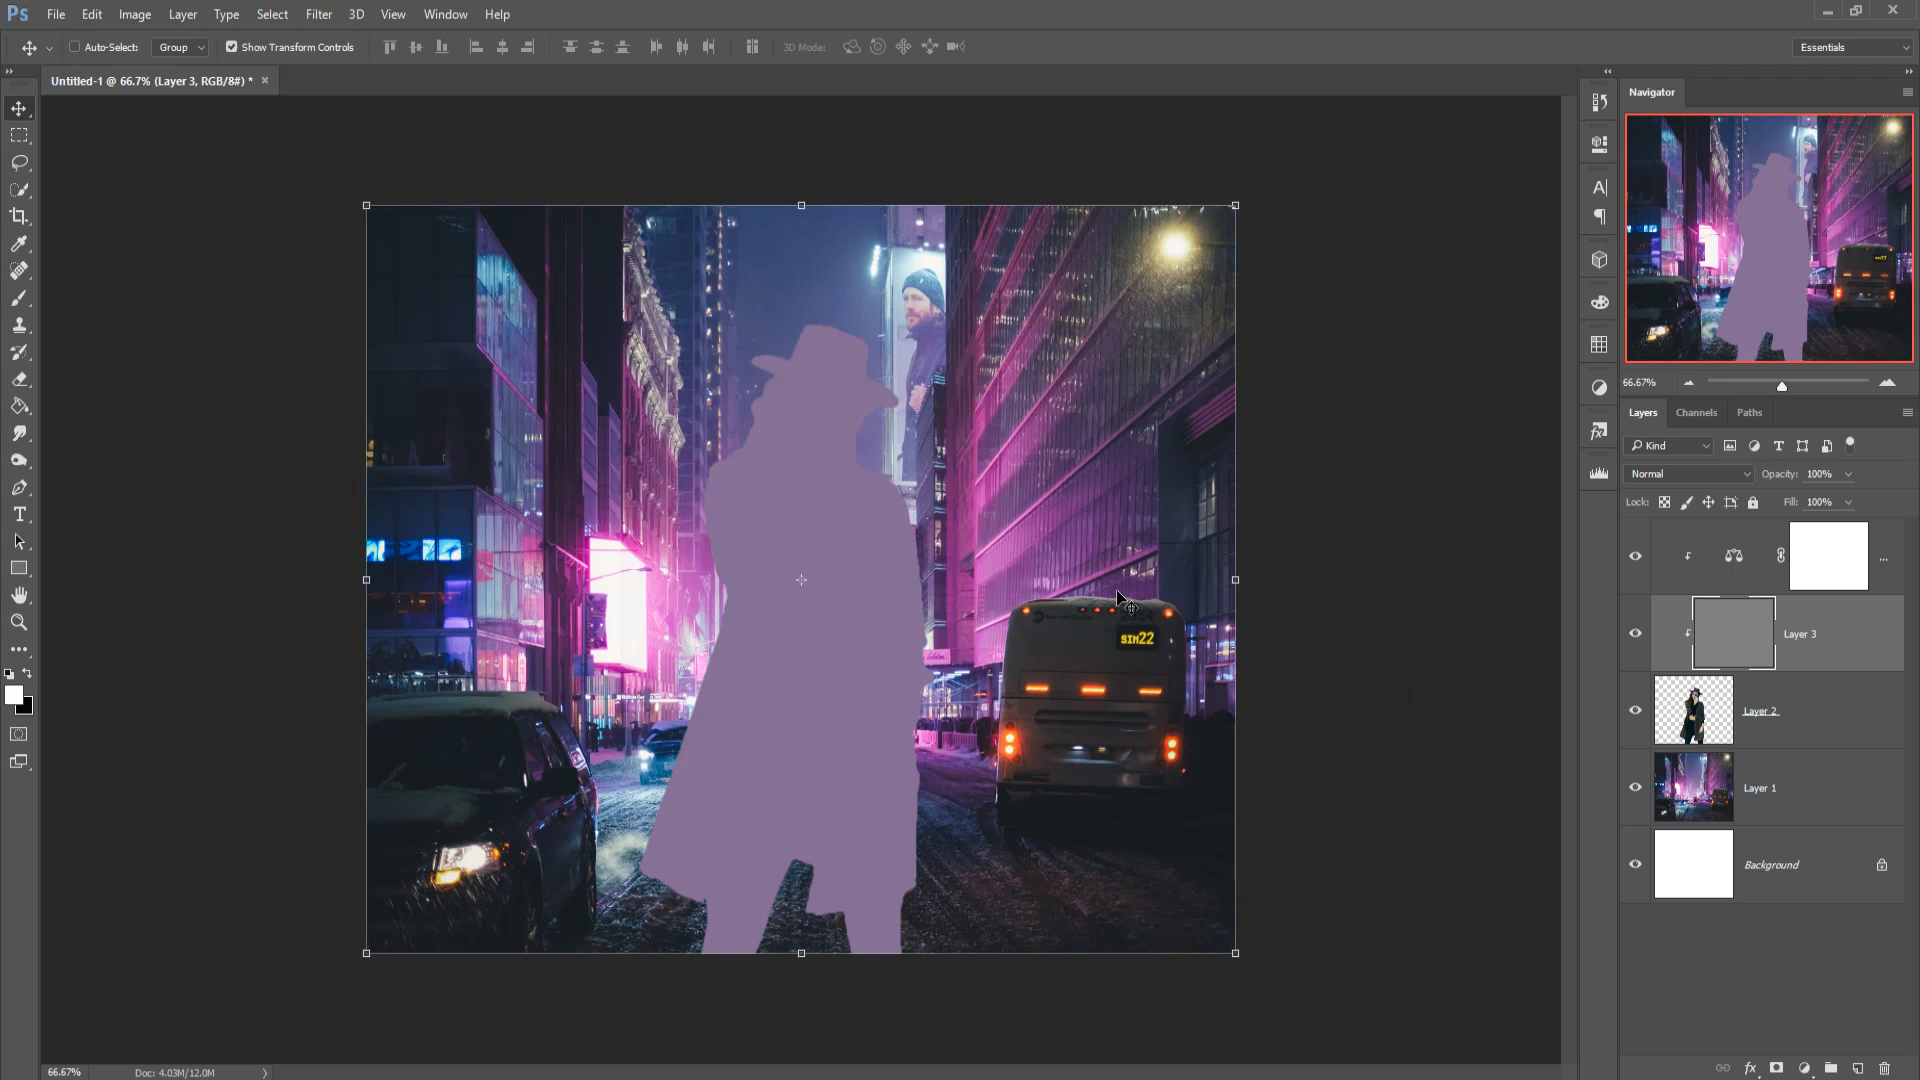 Ps File Edit Image Layer Type Select Filter 3D View Window Help
Auto-Select: Group Show Transform Controls 3D Mode: Essentials
Untitled-1 @ 66.7% (Layer 3, RGB/8#) * ×
Navigator
66.67%
Layers Channels Paths
Kind
Normal Opacity: 100%
Lock: Fill: 100%
...
Layer 3
Layer 2
Layer 1
Background
SIM22
66.67% Doc: 4.03M/12.0M